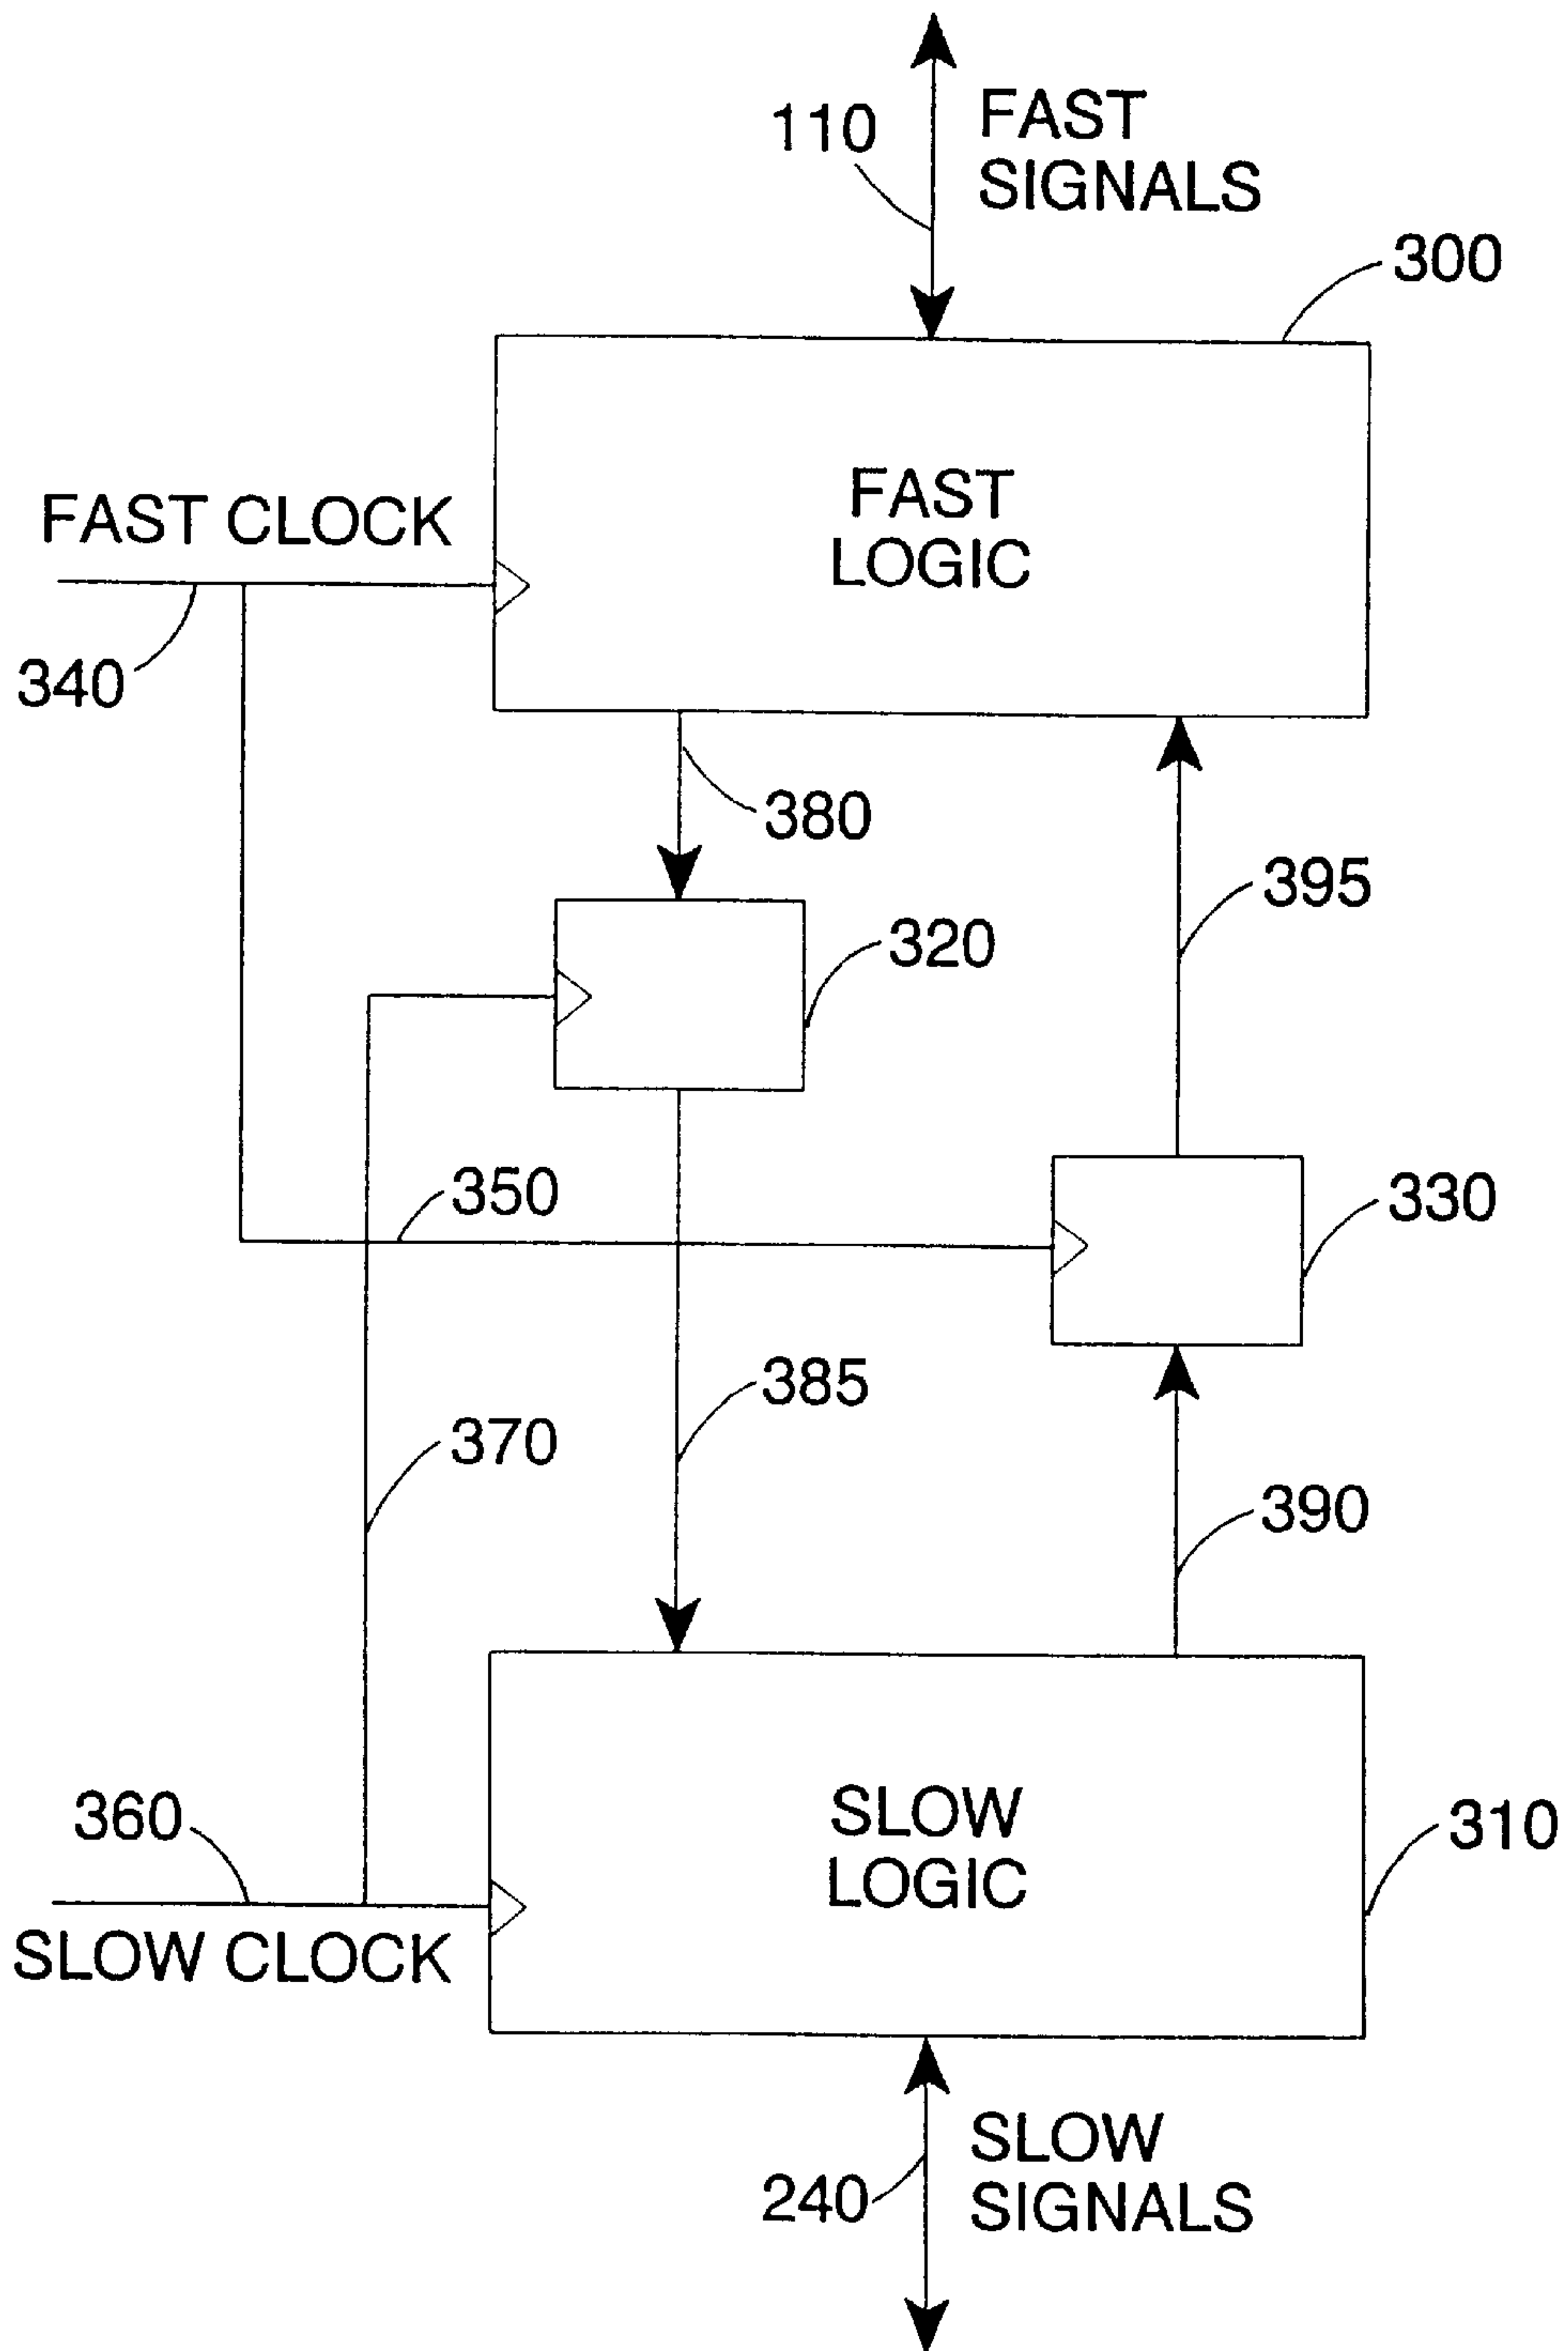 110
FAST
SIGNALS
300
FAST CLOCK
FAST
LOGIC
340
380
395
320
350
330
385
370
390
360
SLOW
LOGIC
310
SLOW CLOCK
240
SLOW
SIGNALS